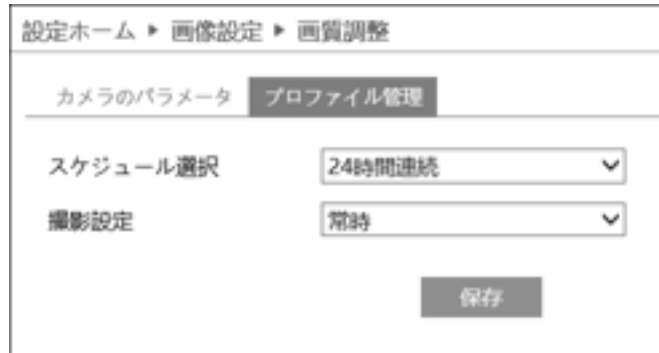 設定ホーム ▶ 画像設定 ▶ 画質調整
カメラのパラメータ プロファイル管理
スケジュール選択 24時間連続
撮影設定 常時
保存